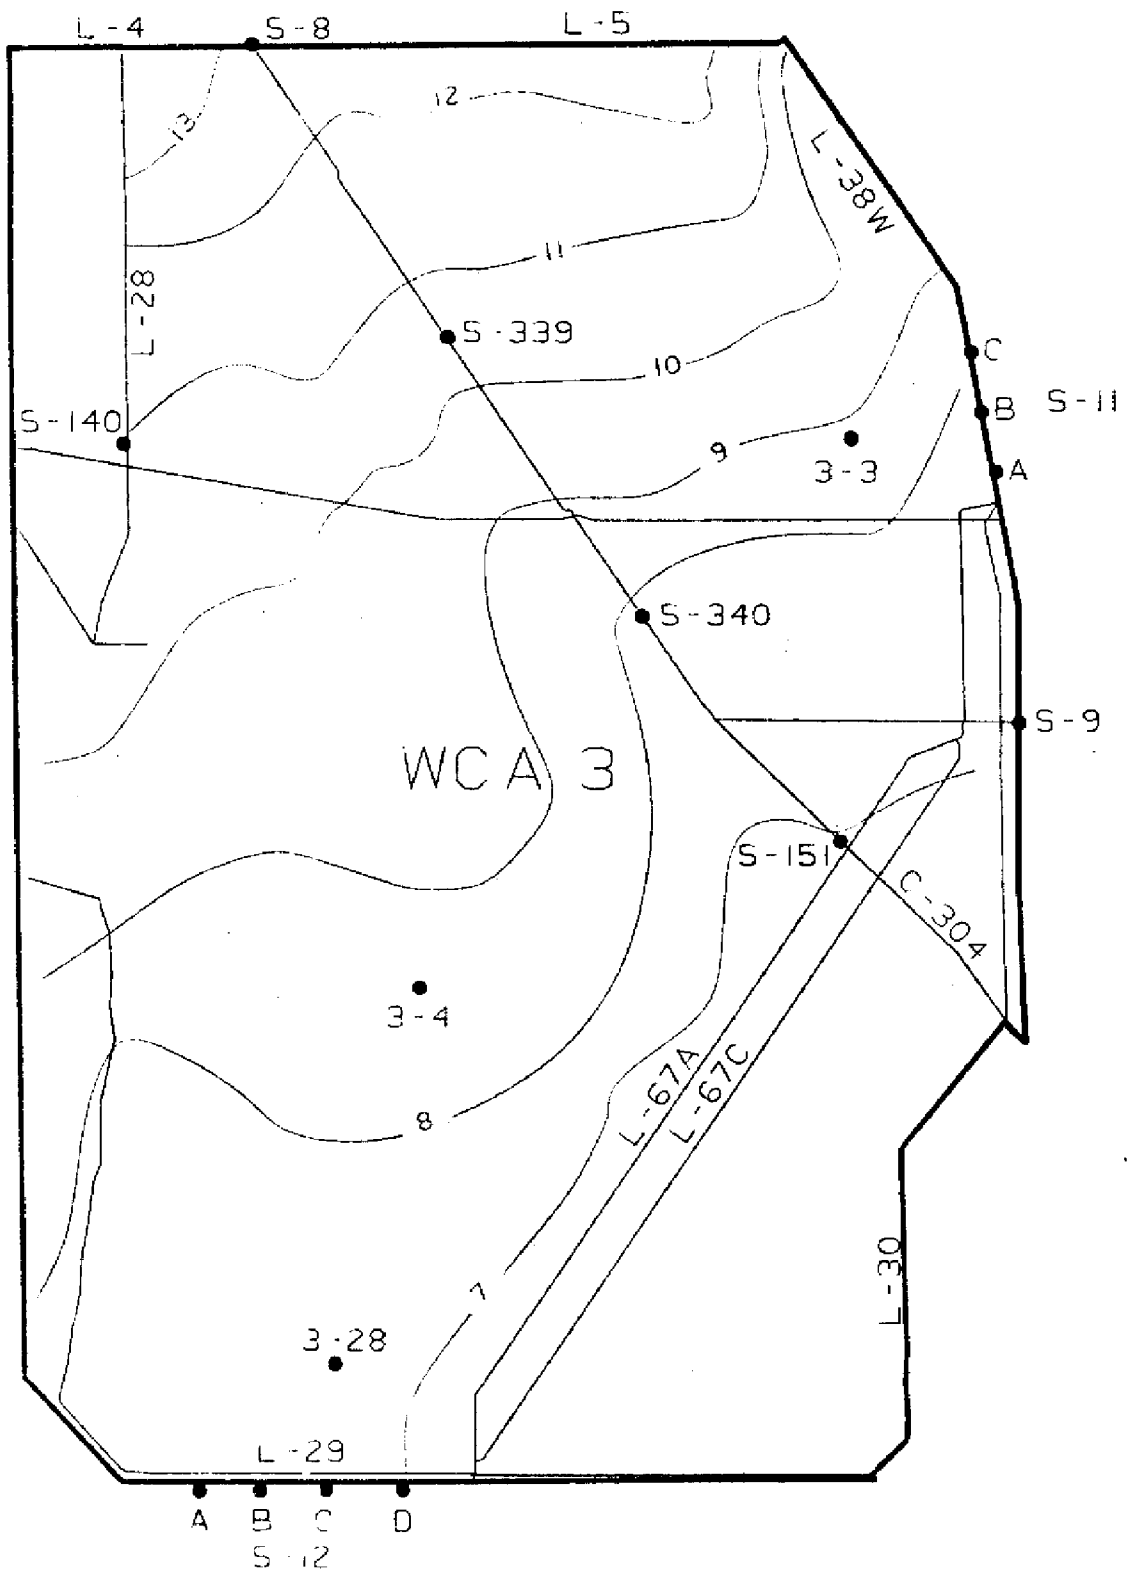 L-4
S-8
L-5
12
13
L-38W
11
L-28
S-339
C
10
B
S-11
S-140
9
3-3
A
S-340
S-9
WCA 3
S-151
C-304
3-4
L-67A
L-67C
8
L-30
7
3-28
L-29
A B C D
S-12